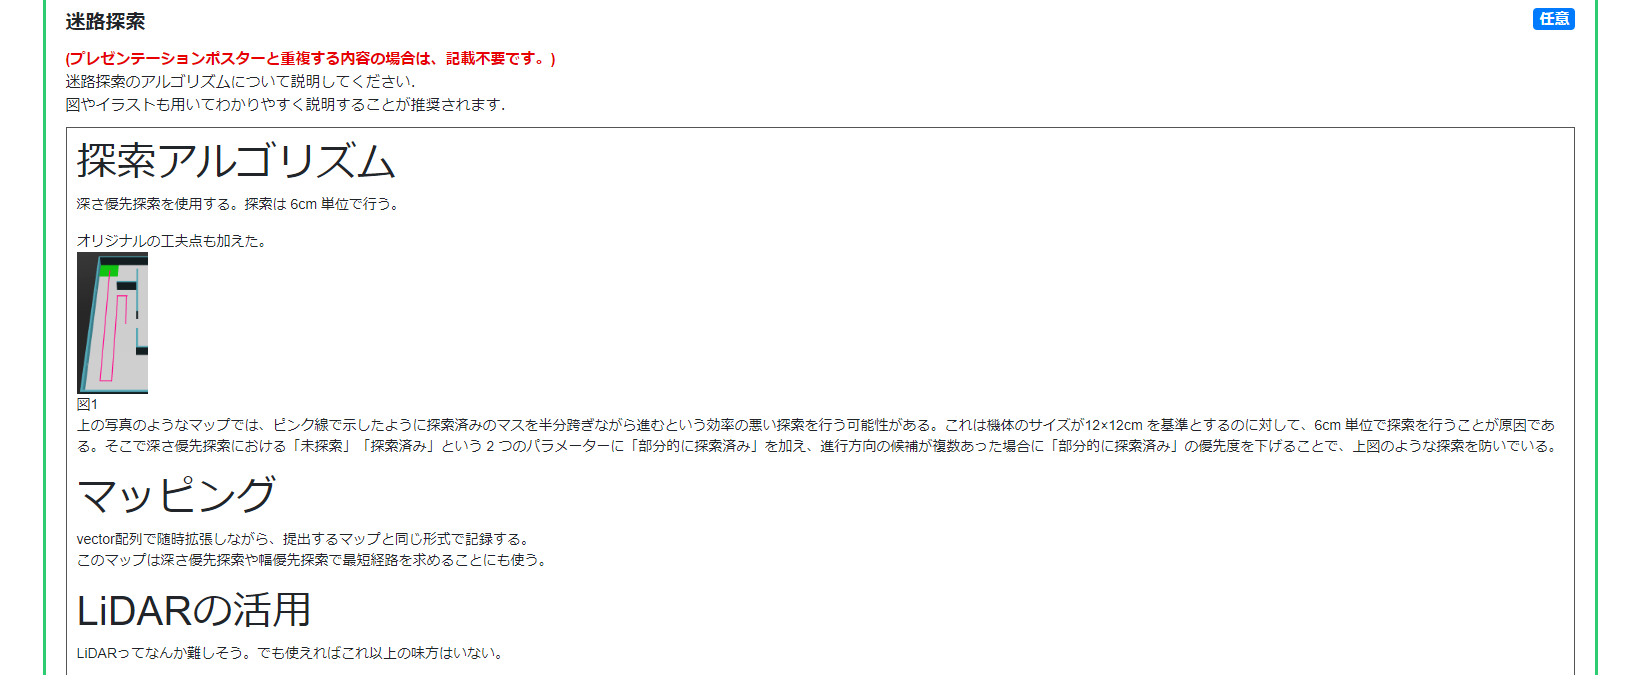 迷路探索
任意
(プレゼンテーションポスターと重複する内容の場合は、記載不要です。)
迷路探索のアルゴリズムについて説明してください.
図やイラストも用いてわかりやすく説明することが推奨されます.
探索アルゴリズム
深さ優先探索を使用する。探索は 6cm 単位で行う。
オリジナルの工夫点も加えた。
図1
上の写真のようなマップでは、ピンク線で示したように探索済みのマスを半分跨ぎながら進むという効率の悪い探索を行う可能性がある。これは機体のサイズが12×12cm を基準とするのに対して、6cm 単位で探索を行うことが原因であ
る。そこで深さ優先探索における「未探索」「探索済み」という 2 つのパラメーターに「部分的に探索済み」を加え、進行方向の候補が複数あった場合に「部分的に探索済み」の優先度を下げることで、上図のような探索を防いでいる。
マッピング
vector配列で随時拡張しながら、提出するマップと同じ形式で記録する。
このマップは深さ優先探索や幅優先探索で最短経路を求めることにも使う。
LiDARの活用
LiDARってなんか難しそう。でも使えればこれ以上の味方はいない。